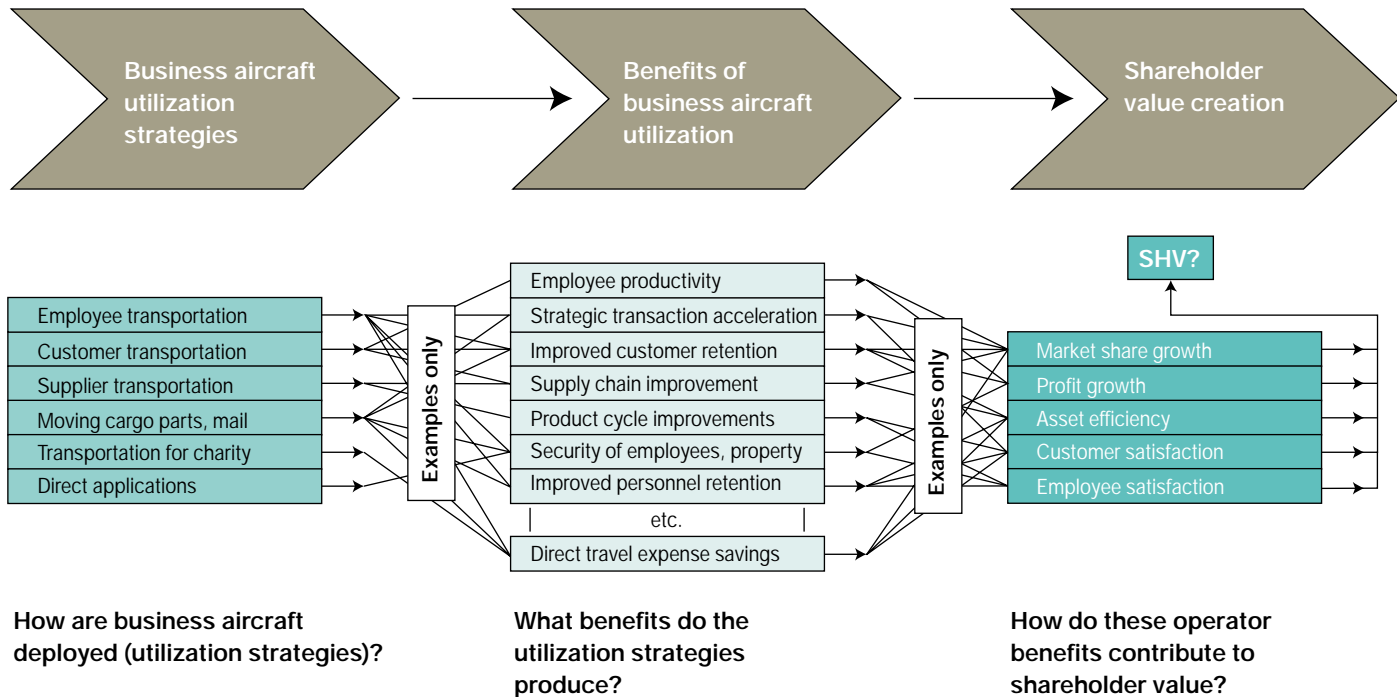 Business aircraft
utilization
strategies
Benefits of
business aircraft
utilization
Shareholder
value creation
SHV?
Employee transportation
Customer transportation
Supplier transportation
Moving cargo parts, mail
Transportation for charity
Direct applications
Examples only
Employee productivity
Strategic transaction acceleration
Improved customer retention
Supply chain improvement
Product cycle improvements
Security of employees, property
Improved personnel retention
etc.
Direct travel expense savings
Examples only
Market share growth
Profit growth
Asset efficiency
Customer satisfaction
Employee satisfaction
How are business aircraft
deployed (utilization strategies)?
What benefits do the
utilization strategies
produce?
How do these operator
benefits contribute to
shareholder value?